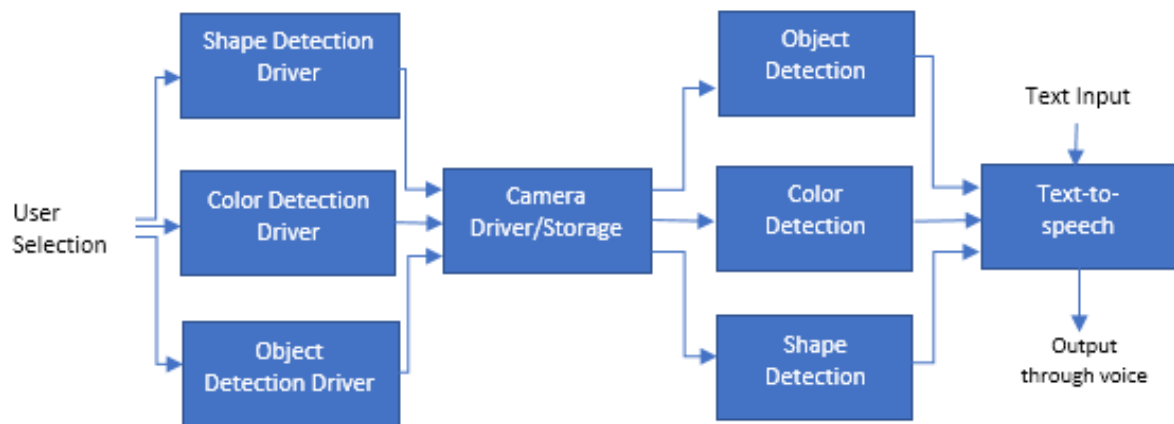 User
Selection
Shape Detection
Driver
Color Detection
Driver
Object
Detection Driver
Camera
Driver/Storage
Object
Detection
Color
Detection
Shape
Detection
Text Input
Text-to-
speech
Output
through voice